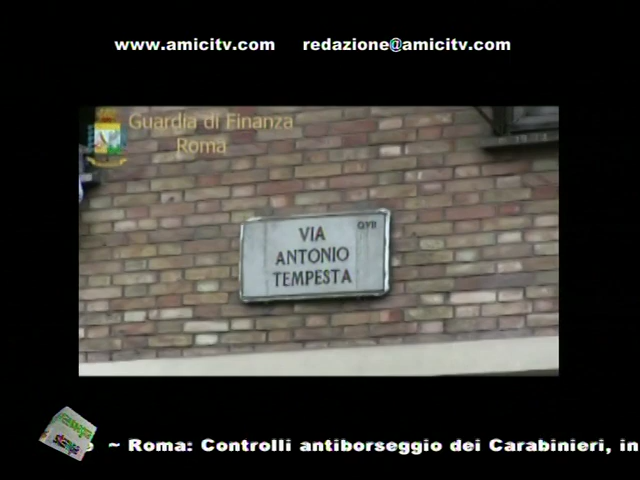 www.amicitv.com redazione@amicitv.com
Guardia di Finanza
Roma
VIA
ANTONIO
TEMPESTA
~ Roma: Controlli antiborseggio dei Carabinieri, in